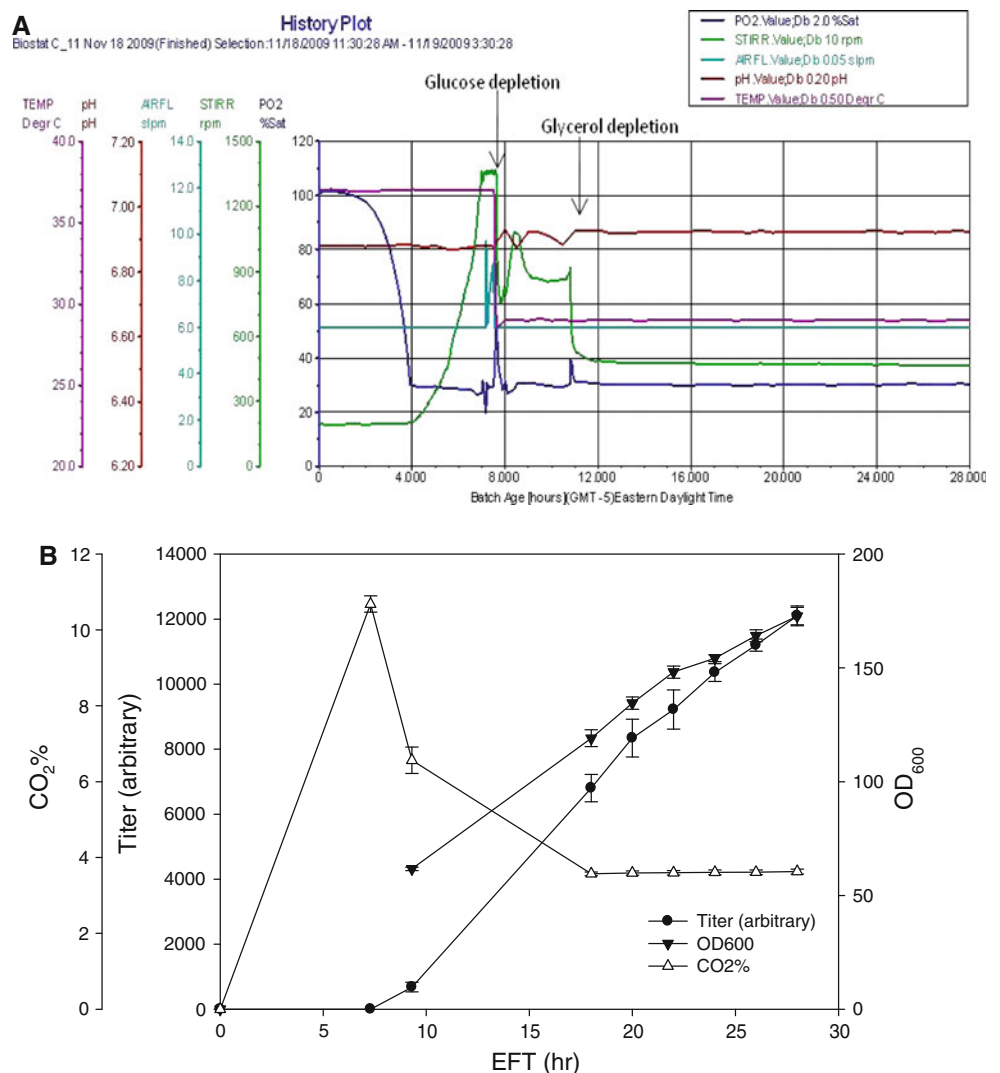 A
History Plot
Biostat C_11 Nov 18 2009(Finished) Selection:11/18/2009 11:30:28 AM - 11/19/2009 3:30:28
PO2.Value;Db 2.0 %Sat
STIRR.Value;Db 10 rpm
AIRFL.Value;Db 0.05 slpm
pH.Value;Db 0.20 pH
TEMP.Value;Db 0.50 Degr C
Glucose depletion
Glycerol depletion
TEMP pH AIRFL STIRR PO2
Degr C pH slpm rpm %Sat
40.0 7.20 14.0 1500 120
12.0
100
35.0 7.00 1200
10.0
80
6.80 8.0 900
30.0
60
6.60 6.0 600
25.0 40
6.40 4.0 300
2.0 20
20.0 6.20 0 0 0
0 4.000 8.000 12.000 16.000 20.000 24.000 28.000
Batch Age [hours](GMT -5)Eastern Daylight Time
B
12 14000 200
12000
10
150
10000
8
8000
6 100
6000
4
4000 50
2
2000
0 0 0
CO2%
Titer (arbitrary)
OD600
Titer (arbitrary)
OD600
CO2%
0 5 10 15 20 25 30
EFT (hr)